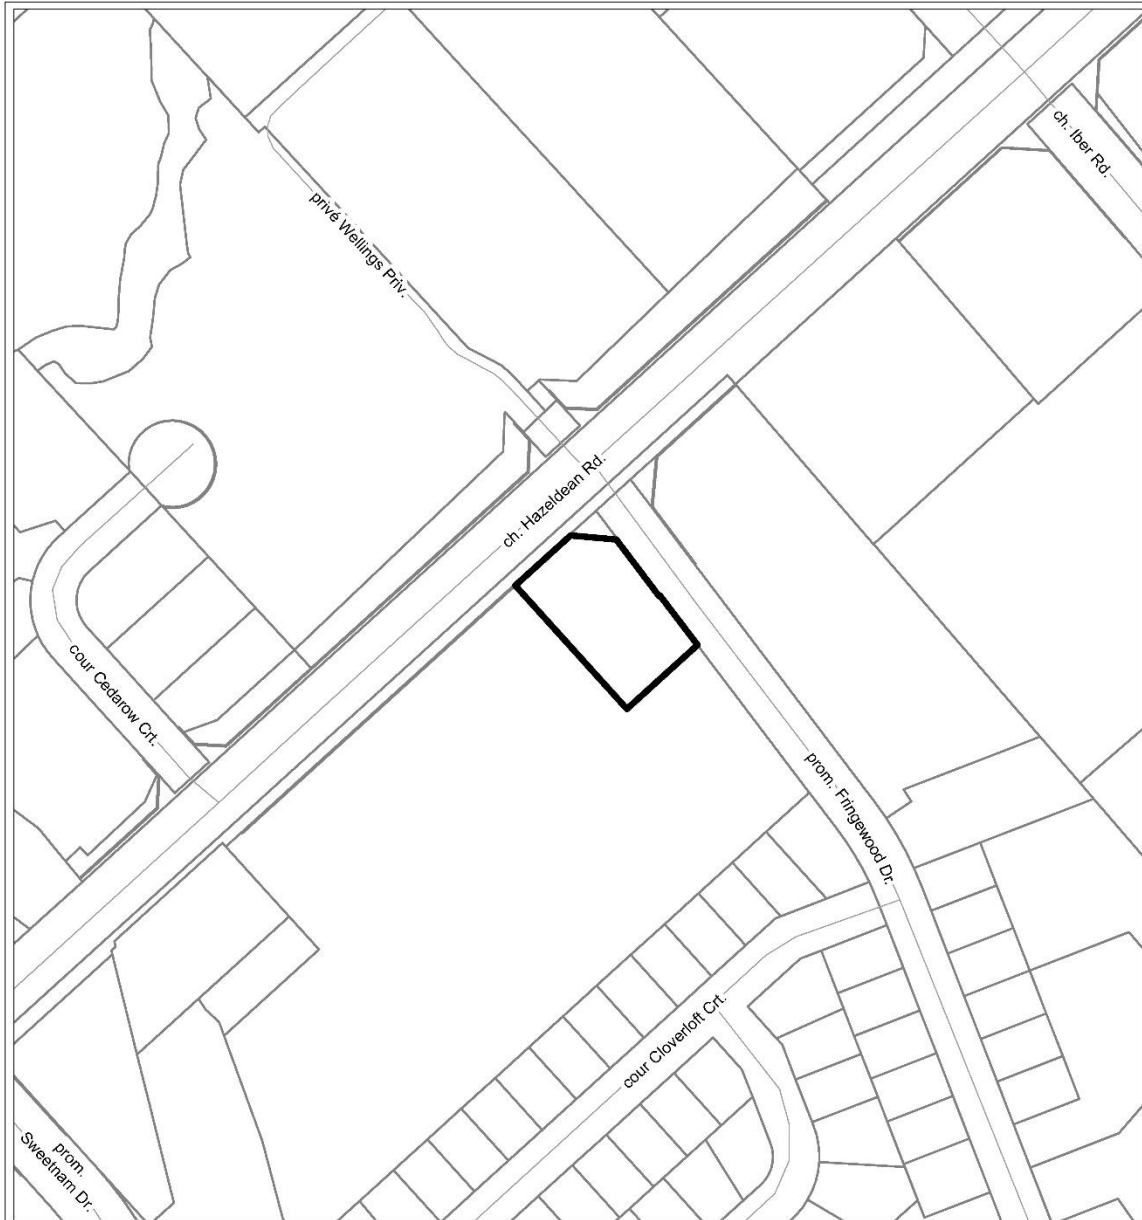 ch. Iber Rd.
privé Wellings Priv.
ch. Hazeldean Rd.
cour Cedarow Crt.
prom. Fringewood Dr.
cour Cloverloft Crt.
prom.
Sweetnam Dr.